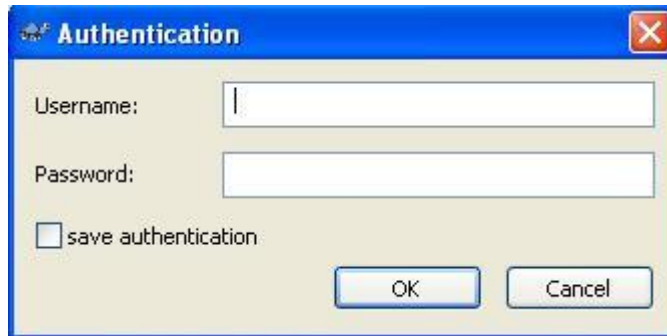 Authentication
Username:
Password:
save authentication
OK Cancel